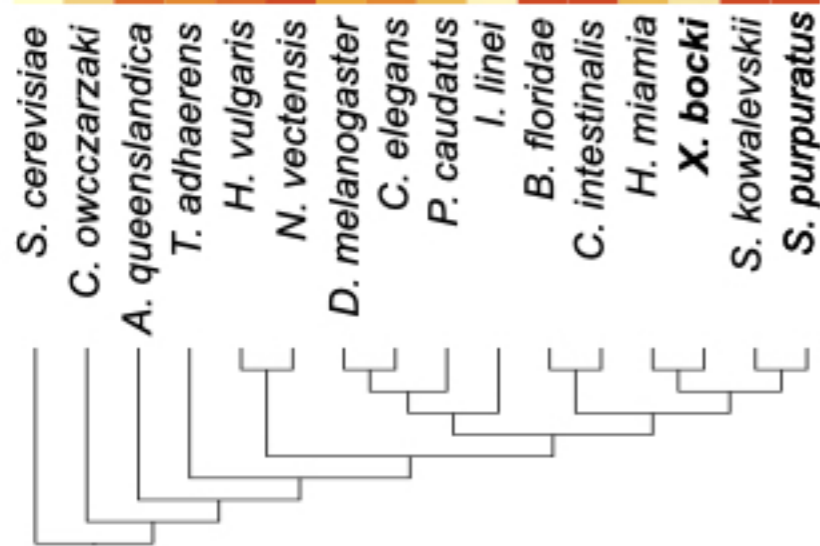 S. cerevisiae
C. owcczarzaki
A. queenslandica
T. adhaerens
H. vulgaris
N. vectensis
D. melanogaster
C. elegans
P. caudatus
I. linei
B. floridae
C. intestinalis
H. miamia
X. bocki
S. kowalevskii
S. purpuratus